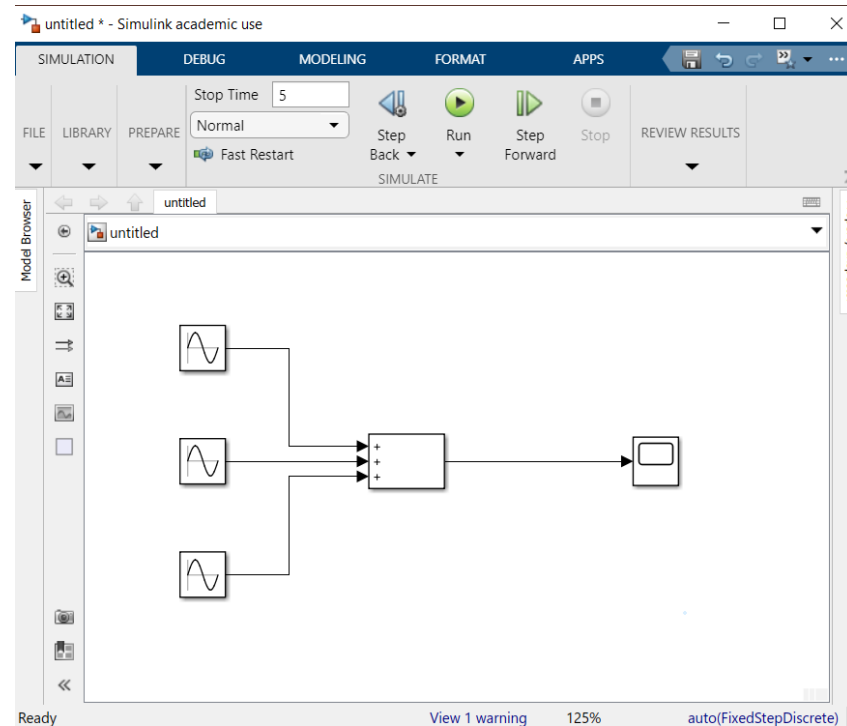 untitled * - Simulink academic use
SIMULATION DEBUG MODELING FORMAT APPS
FILE
LIBRARY
PREPARE
Stop Time 5
Normal
Fast Restart
Step Back
Run
Step Forward
Stop
SIMULATE
REVIEW RESULTS
Model Browser
untitled
untitled
A
+
+
+
Ready View 1 warning 125% auto(FixedStepDiscrete)